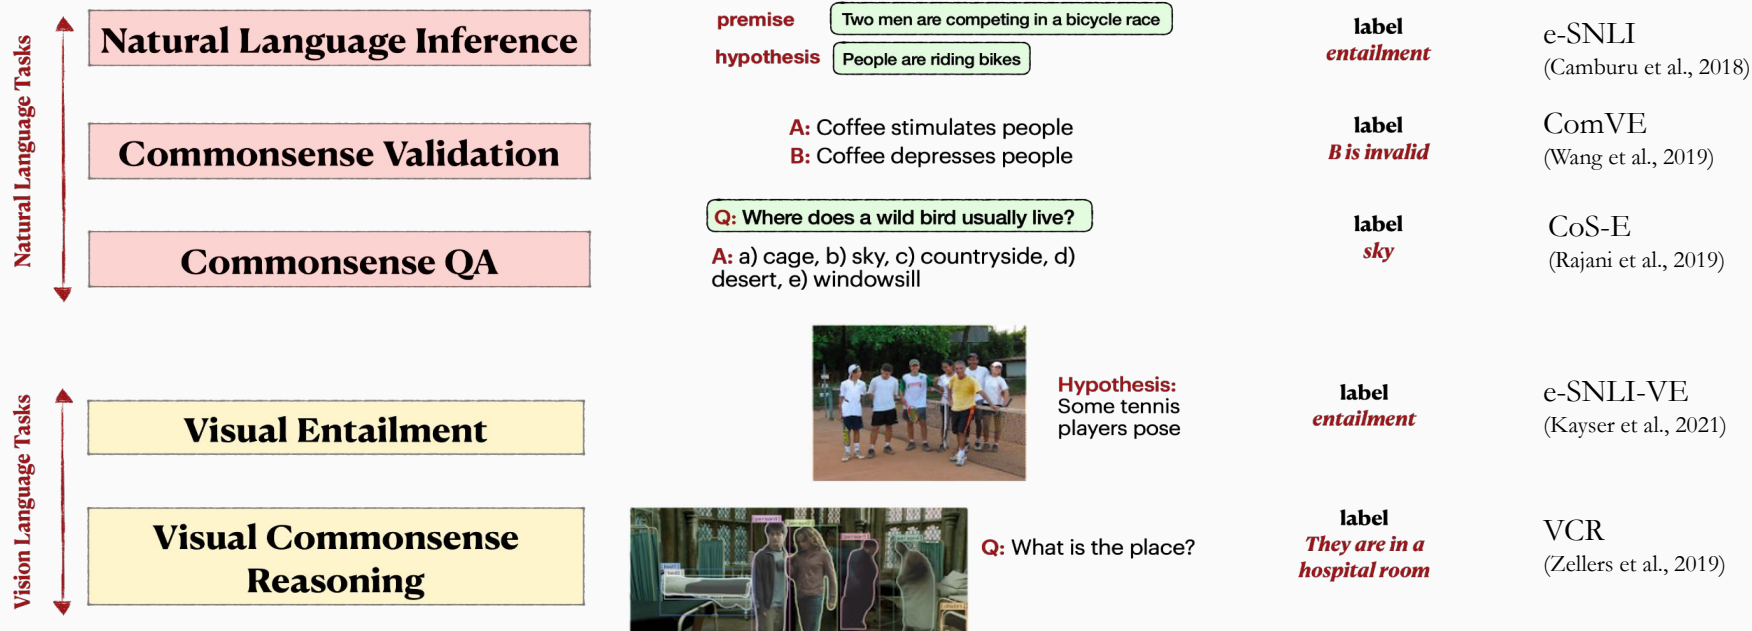 Natural Language Tasks
Natural Language Inference
premise Two men are competing in a bicycle race
hypothesis People are riding bikes
label
entailment
e-SNLI
(Camburu et al., 2018)
Commonsense Validation
A: Coffee stimulates people
B: Coffee depresses people
label
B is invalid
ComVE
(Wang et al., 2019)
Commonsense QA
Q: Where does a wild bird usually live?
A: a) cage, b) sky, c) countryside, d)
desert, e) windowsill
label
sky
CoS-E
(Rajani et al., 2019)
Vision Language Tasks
Visual Entailment
Hypothesis:
Some tennis
players pose
label
entailment
e-SNLI-VE
(Kayser et al., 2021)
Visual Commonsense
Reasoning
Q: What is the place?
label
They are in a
hospital room
VCR
(Zellers et al., 2019)